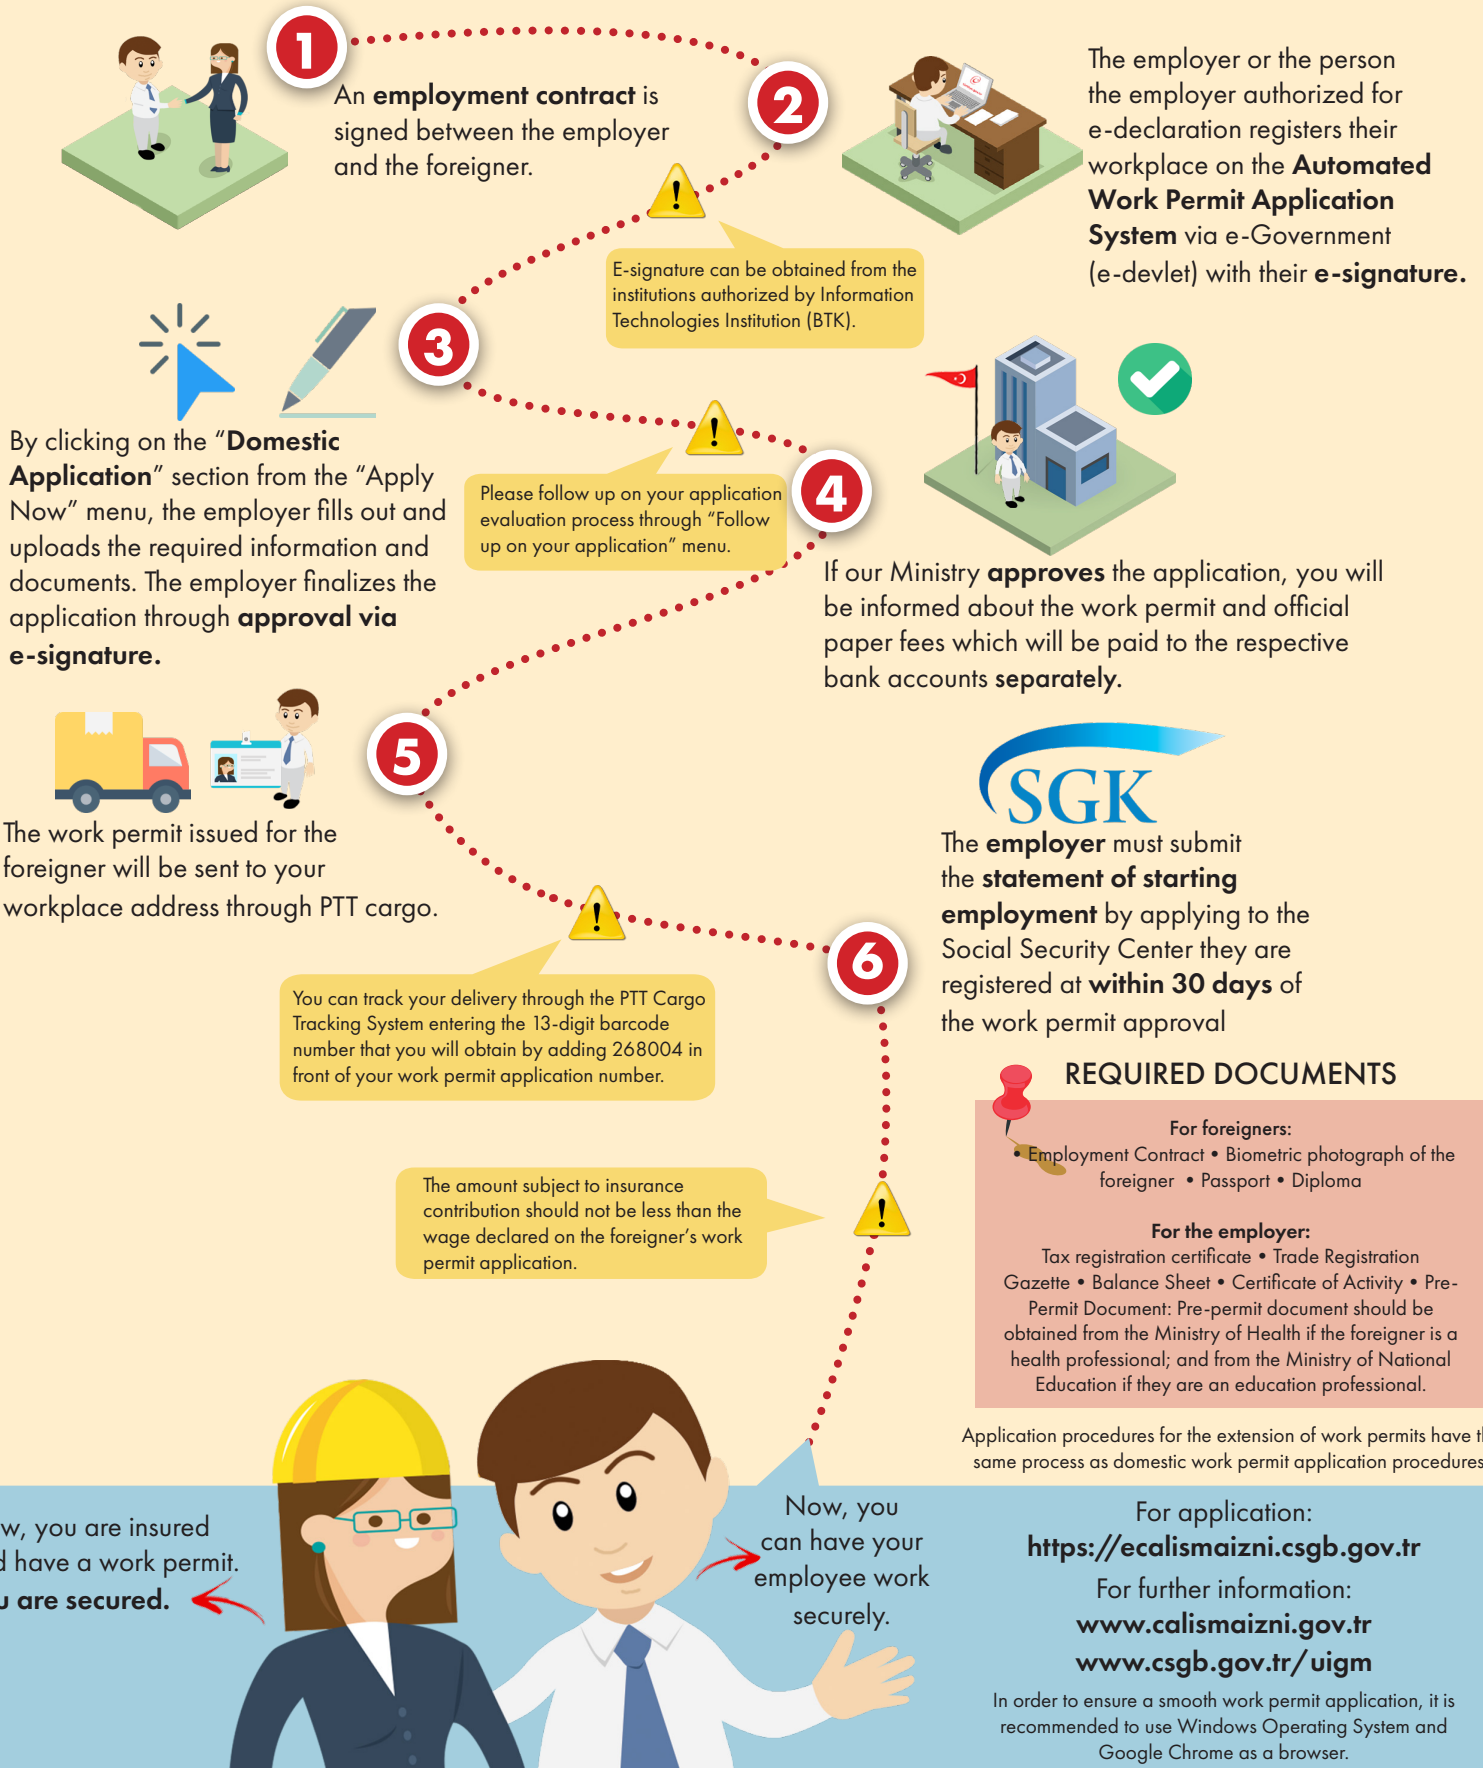 1
An employment contract is
signed between the employer
and the foreigner.
2
The employer or the person
the employer authorized for
e-declaration registers their
workplace on the Automated
Work Permit Application
System via e-Government
(e-devlet) with their e-signature.
!
E-signature can be obtained from the
institutions authorized by Information
Technologies Institution (BTK).
3
By clicking on the “Domestic
Application” section from the “Apply
Now” menu, the employer fills out and
uploads the required information and
documents. The employer finalizes the
application through approval via
e-signature.
!
Please follow up on your application
evaluation process through “Follow
up on your application” menu.
4
If our Ministry approves the application, you will
be informed about the work permit and official
paper fees which will be paid to the respective
bank accounts separately.
5
The work permit issued for the
foreigner will be sent to your
workplace address through PTT cargo.
!
You can track your delivery through the PTT Cargo
Tracking System entering the 13-digit barcode
number that you will obtain by adding 268004 in
front of your work permit application number.
6
SGK
The employer must submit
the statement of starting
employment by applying to the
Social Security Center they are
registered at within 30 days of
the work permit approval
!
The amount subject to insurance
contribution should not be less than the
wage declared on the foreigner’s work
permit application.
REQUIRED DOCUMENTS
For foreigners:
• Employment Contract • Biometric photograph of the
foreigner • Passport • Diploma
For the employer:
Tax registration certificate • Trade Registration
Gazette • Balance Sheet • Certificate of Activity • Pre-
Permit Document: Pre-permit document should be
obtained from the Ministry of Health if the foreigner is a
health professional; and from the Ministry of National
Education if they are an education professional.
Application procedures for the extension of work permits have
same process as domestic work permit application procedures
you are insured
have a work permit.
are secured.
Now, you
can have your
employee work
securely.
For application:
https://ecalismaizni.csgb.gov.tr
For further information:
www.calismaizni.gov.tr
www.csgb.gov.tr/uigm
In order to ensure a smooth work permit application, it is
recommended to use Windows Operating System and
Google Chrome as a browser.